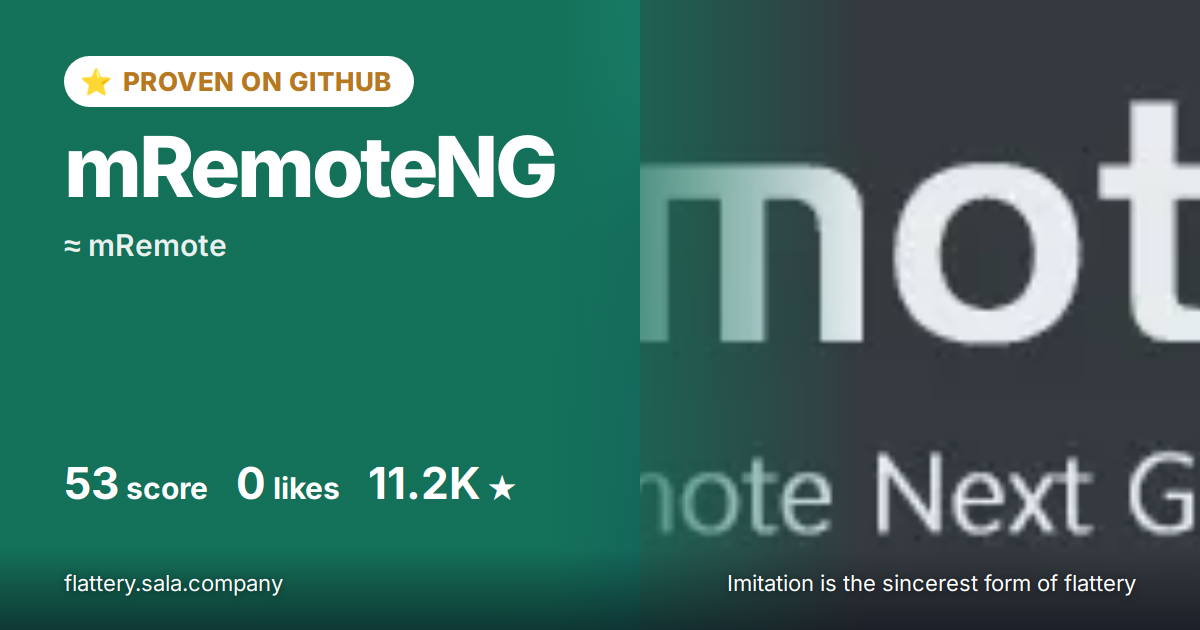 ⭐ PROVEN ON GITHUB
mRemoteNG
≈ mRemote
53 score 0 likes 11.2K ★
flattery.sala.company
mot
note Next G
Imitation is the sincerest form of flattery